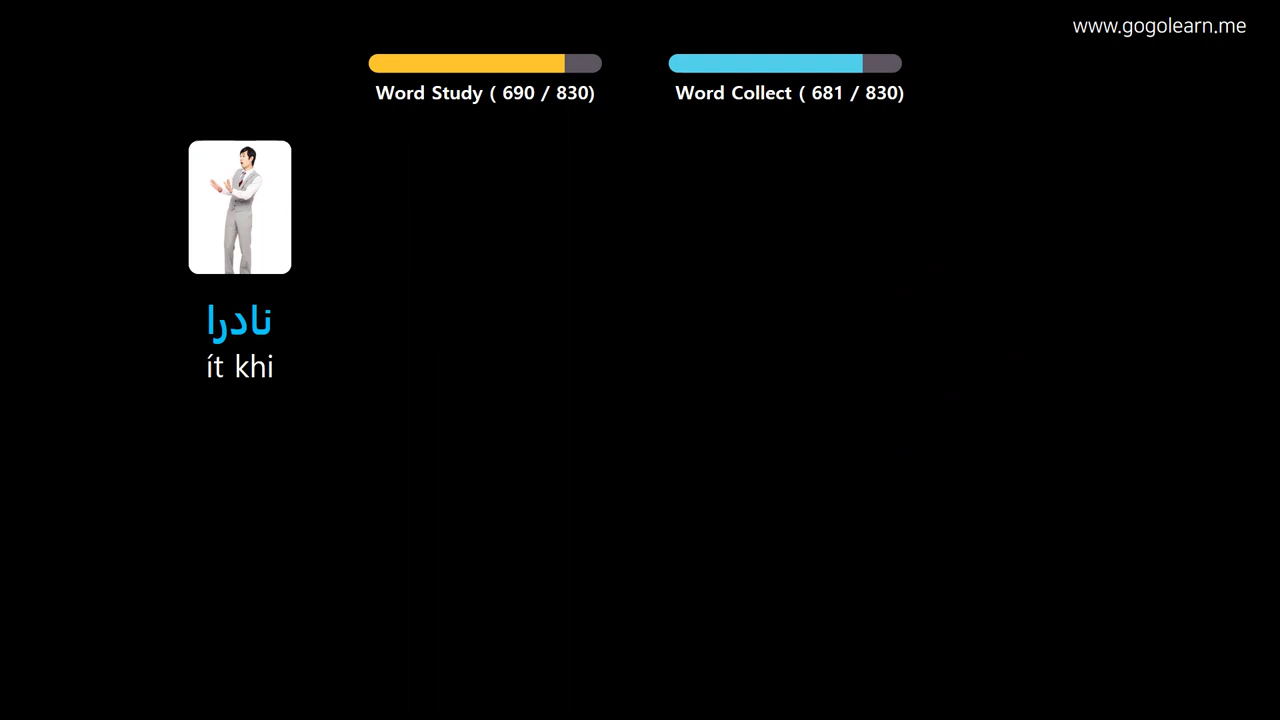 www.gogolearn.me
Word Study ( 690 / 830)
Word Collect ( 681 / 830)
نادرا
ít khi